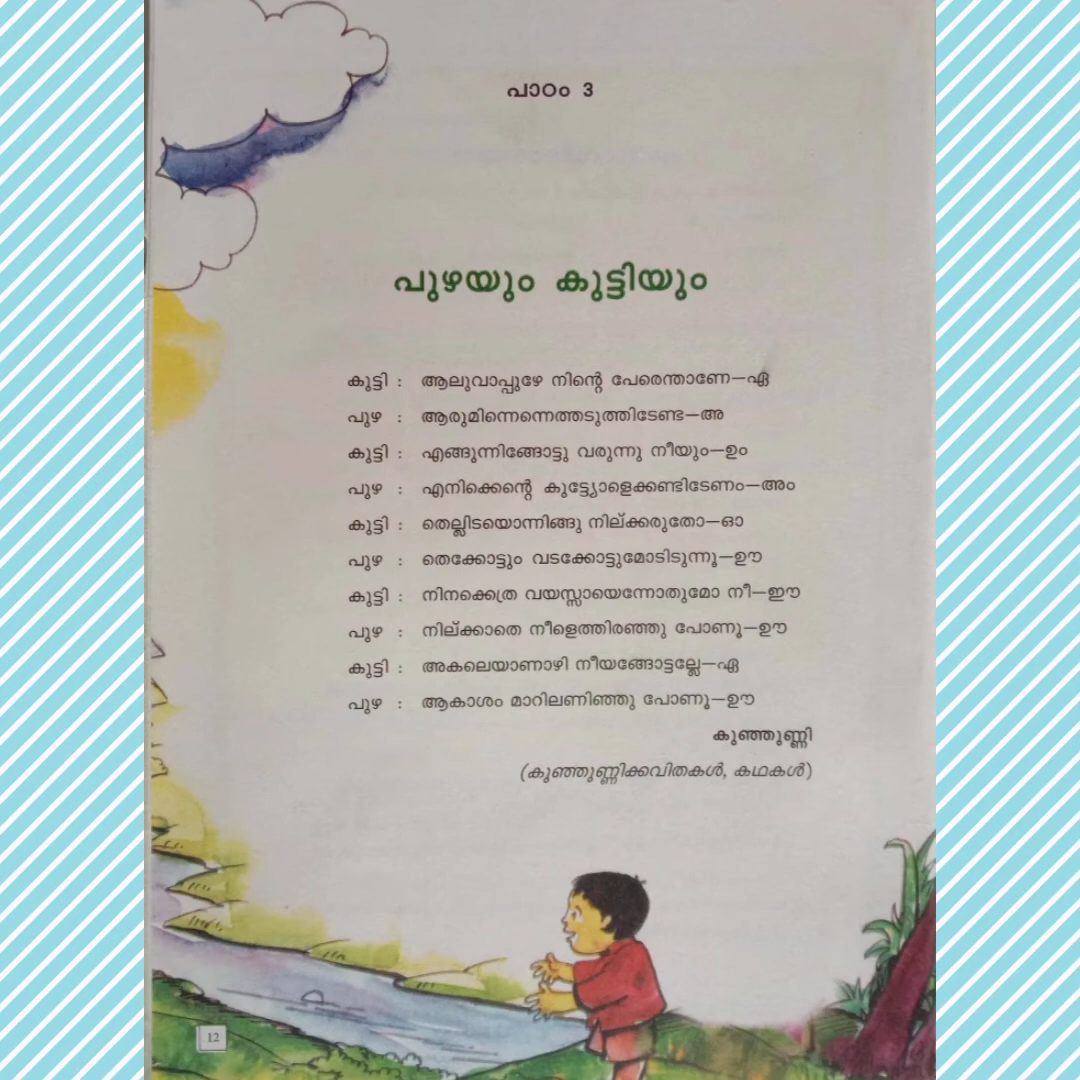 പാഠം 3
പുഴയും കുട്ടിയും
കുട്ടി : ആലുവാപ്പുഴേ നിന്റെ പേരെന്താണേ—ഏ
പുഴ : ആരുമിന്നെന്നെത്തടുത്തിടേണ്ട—അ
കുട്ടി : എങ്ങുന്നിങ്ങോട്ടു വരുന്നു നീയും—ഉം
പുഴ : എനിക്കെന്റെ കുട്ട്യോളെക്കണ്ടിടേണം—അം
കുട്ടി : തെല്ലിടയൊന്നിങ്ങു നില്ക്കരുതോ—ഓ
പുഴ : തെക്കോട്ടും വടക്കോട്ടുമോടിടുന്നൂ—ഊ
കുട്ടി : നിനക്കെത്ര വയസ്സായെന്നോതുമോ നീ—ഈ
പുഴ : നില്ക്കാതെ നീളെത്തിരഞ്ഞു പോണൂ—ഊ
കുട്ടി : അകലെയാണാഴി നീയങ്ങോട്ടല്ലേ—ഏ
പുഴ : ആകാശം മാറിലണിഞ്ഞു പോണൂ—ഊ
കുഞ്ഞുണ്ണി
(കുഞ്ഞുണ്ണിക്കവിതകൾ, കഥകൾ)
12